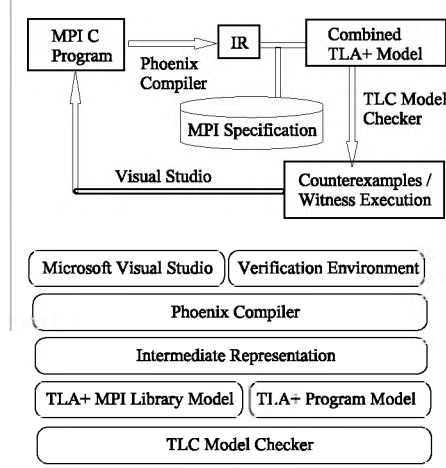 MPI C
Program
Phoenix
Compiler
IR
Combined
TLA+ Model
MPI Specification
TLC Model
Checker
Visual Studio
Counterexamples /
Witness Execution
Microsoft Visual Studio
Verification Environment
Phoenix Compiler
Intermediate Representation
TLA+ MPI Library Model
TLA+ Program Model
TLC Model Checker